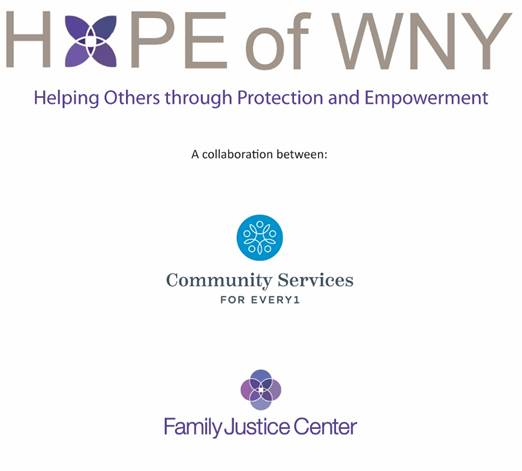 HOPE of WNY
Helping Others through Protection and Empowerment
A collaboration between:
Community Services
FOR EVERY1
Family Justice Center